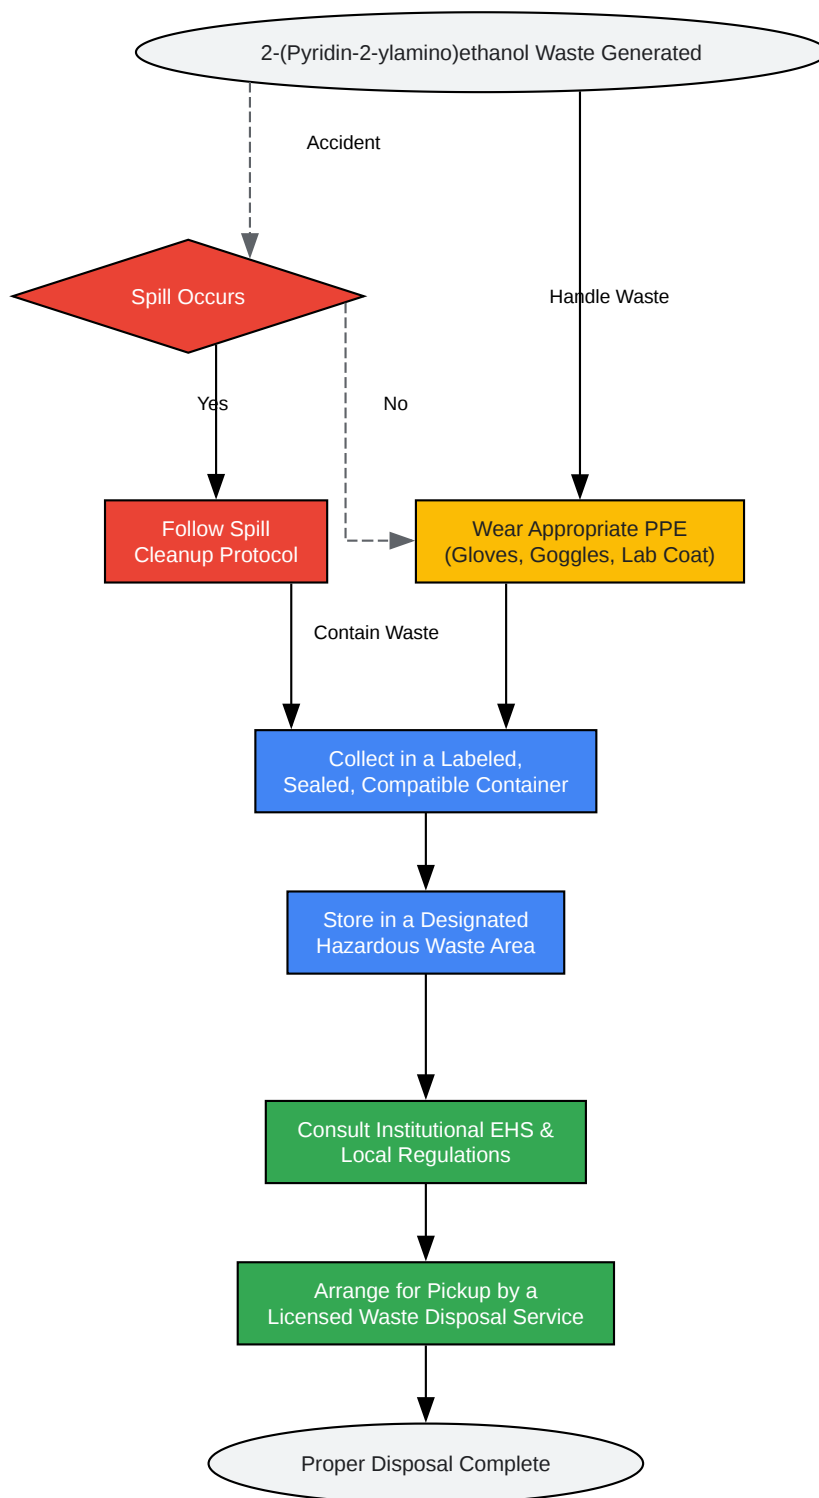 2-(Pyridin-2-ylamino)ethanol Waste Generated
Accident
Spill Occurs
Handle Waste
Yes
No
Follow Spill
Cleanup Protocol
Wear Appropriate PPE
(Gloves, Goggles, Lab Coat)
Contain Waste
Collect in a Labeled,
Sealed, Compatible Container
Store in a Designated
Hazardous Waste Area
Consult Institutional EHS &
Local Regulations
Arrange for Pickup by a
Licensed Waste Disposal Service
Proper Disposal Complete